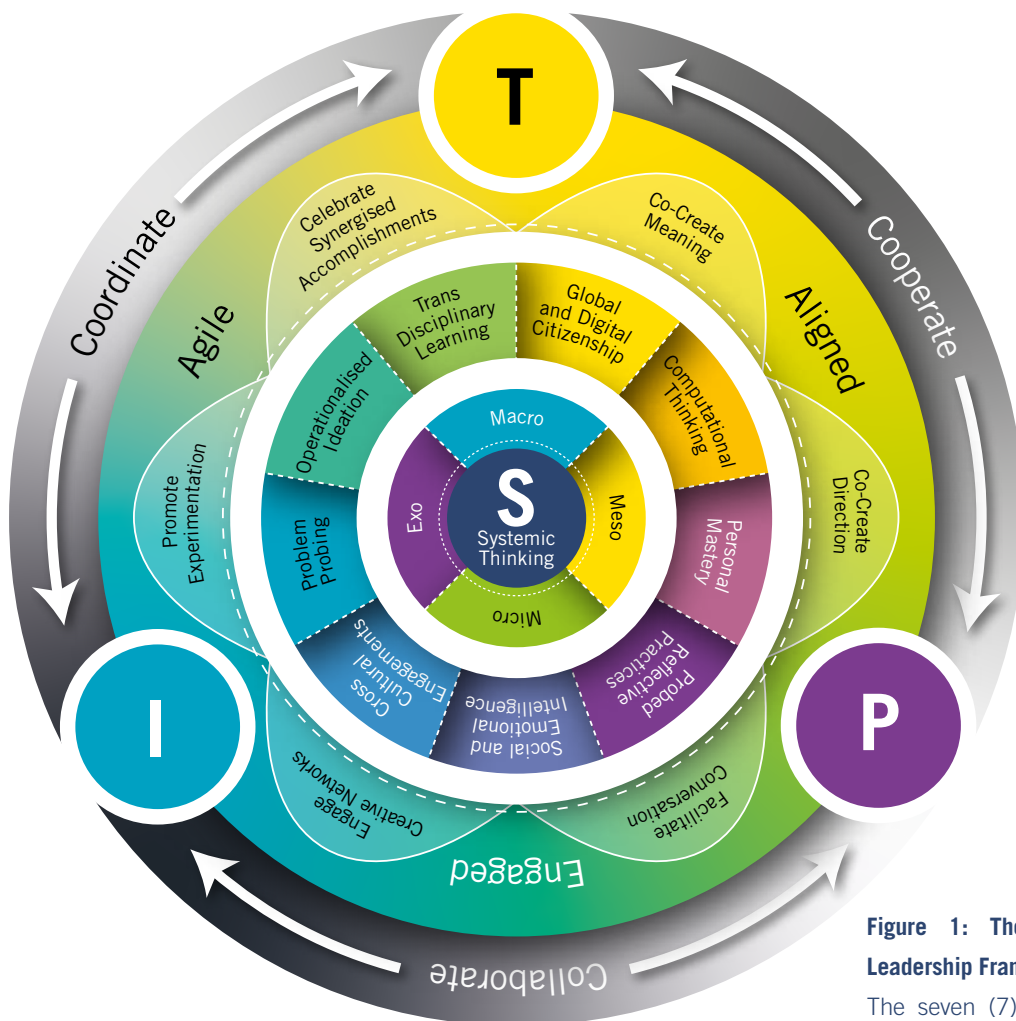 T
Coordinate
Cooperate
Celebrate
Synergised
Accomplishments
Co-Create
Meaning
Agile
Aligned
Trans
Disciplinary
Learning
Global
and Digital
Citizenship
Operationalised
Ideation
Computational
Thinking
Macro
Promote
Experimentation
Problem
Probing
Exo
S
Systemic
Thinking
Meso
Personal
Mastery
Co-Create
Direction
Micro
Cross
Cultural
Engagements
Social and
Emotional
Intelligence
Probed
Reflective
Practices
I
P
Engage
Creative Networks
Facilitate
Conversation
Engaged
Collaborate
Figure 1: The
Leadership Fran
The seven (7)